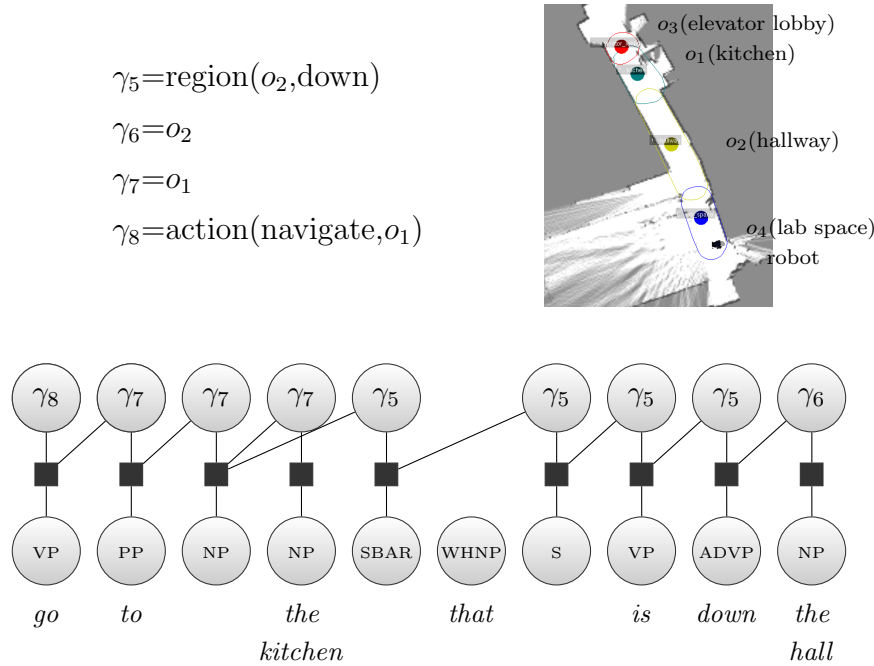 γ₅=region(o₂,down)
γ₆=o₂
γ₇=o₁
γ₈=action(navigate,o₁)
o₃(elevator lobby)
o₁(kitchen)
o₂(hallway)
o₄(lab space)
robot
γ₈ γ₇ γ₇ γ₇ γ₅ γ₅ γ₅ γ₅ γ₆
VP PP NP NP SBAR WHNP S VP ADVP NP
go to the that is down the
kitchen hall